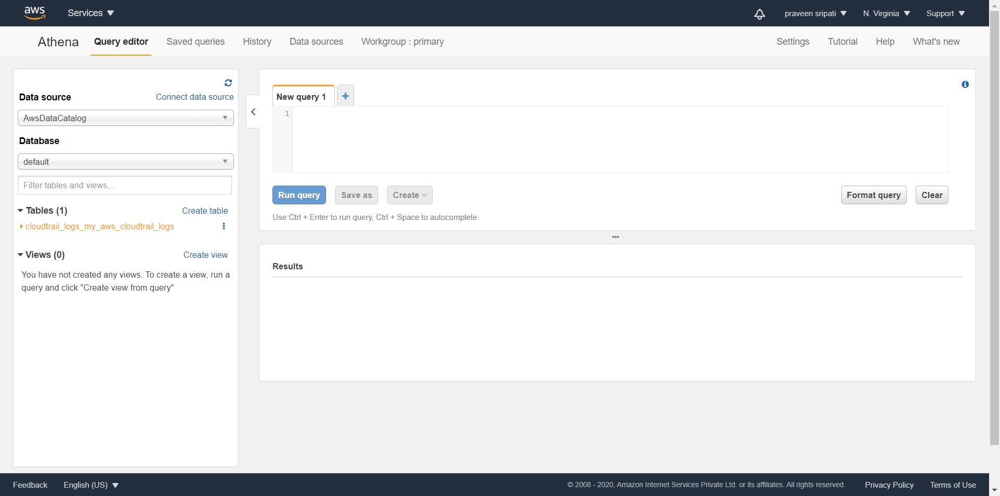 aws Services praveen sripati N. Virginia Support
Athena Query editor Saved queries History Data sources Workgroup : primary Settings Tutorial Help What's new
Data source Connect data source
AwsDataCatalog
Database
default
Filter tables and views...
Tables (1) Create table
cloudtrail_logs_my_aws_cloudtrail_logs
Views (0) Create view
You have not created any views. To create a view, run a
query and click "Create view from query"
New query 1
1
Run query Save as Create Format query Clear
Use Ctrl + Enter to run query, Ctrl + Space to autocomplete
Results
Feedback English (US) © 2008 - 2020, Amazon Internet Services Private Ltd. or its affiliates. All rights reserved. Privacy Policy Terms of Use